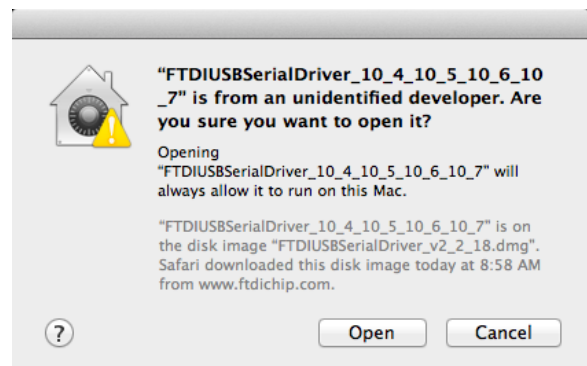 “FTDIUSBSerialDriver_10_4_10_5_10_6_10
_7” is from an unidentified developer. Are
you sure you want to open it?
Opening
“FTDIUSBSerialDriver_10_4_10_5_10_6_10_7” will
always allow it to run on this Mac.
“FTDIUSBSerialDriver_10_4_10_5_10_6_10_7” is on
the disk image “FTDIUSBSerialDriver_v2_2_18.dmg”.
Safari downloaded this disk image today at 8:58 AM
from www.ftdichip.com.
?
Open
Cancel